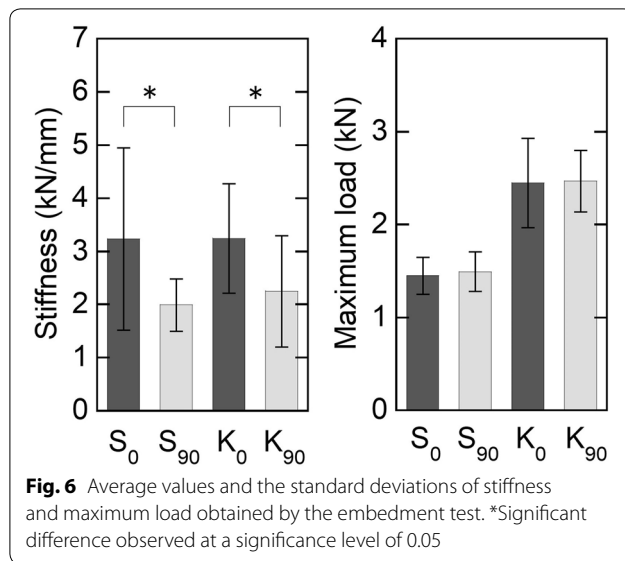 7
6
5
4
3
2
1
0
Stiffness (kN/mm)
* *
S0 S90 K0 K90
4
3
2
1
0
Maximum load (kN)
S0 S90 K0 K90
Fig. 6 Average values and the standard deviations of stiffness
and maximum load obtained by the embedment test. *Significant
difference observed at a significance level of 0.05